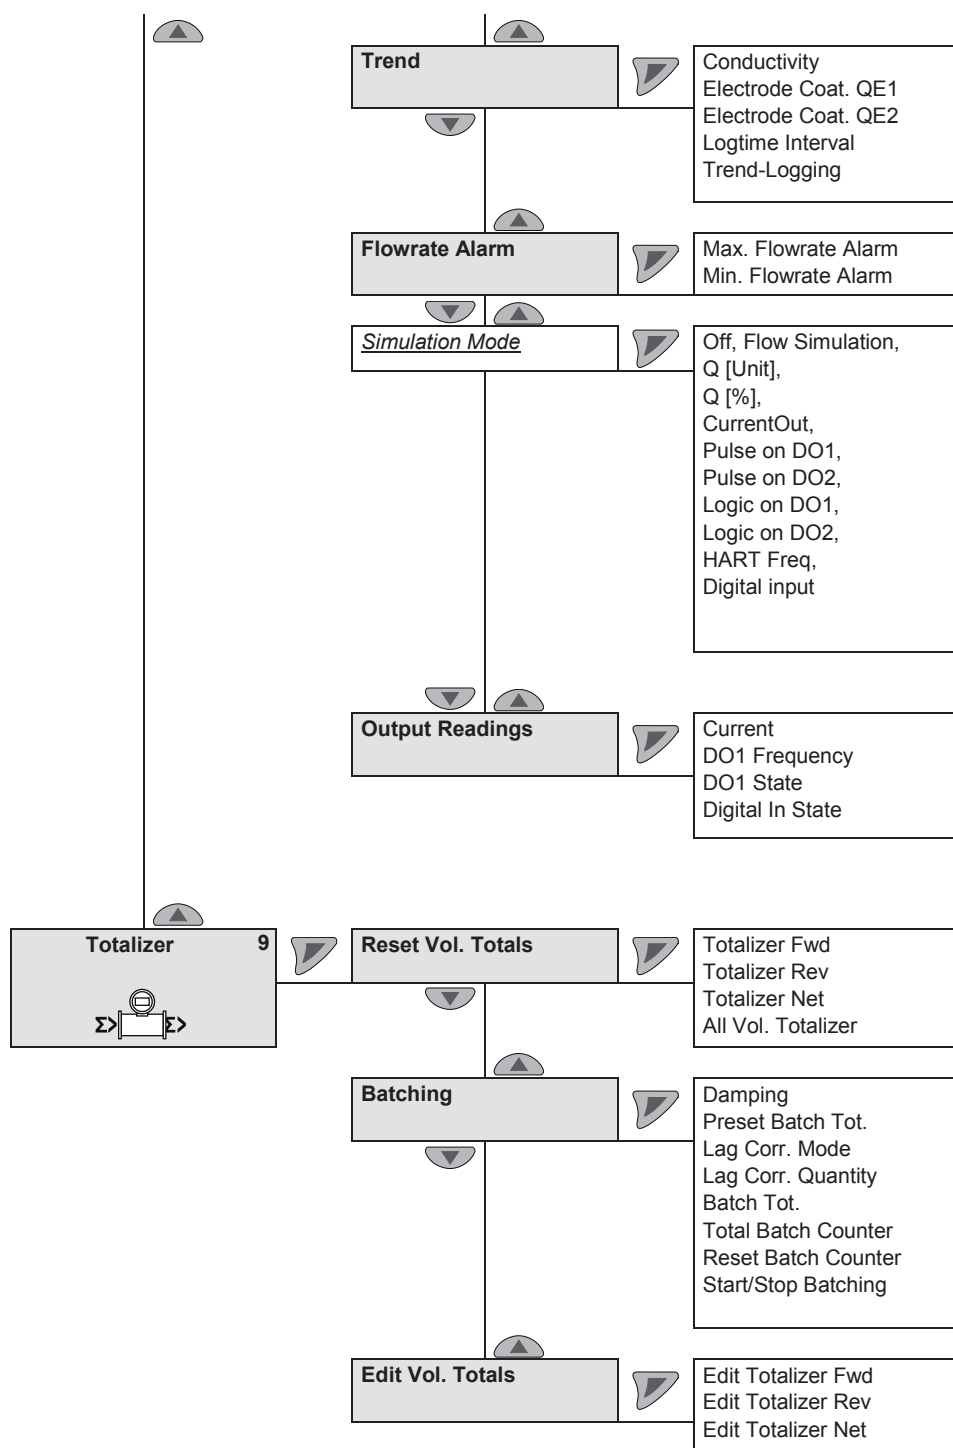 Trend
Conductivity
Electrode Coat. QE1
Electrode Coat. QE2
Logtime Interval
Trend-Logging
Flowrate Alarm
Max. Flowrate Alarm
Min. Flowrate Alarm
Simulation Mode
Off, Flow Simulation,
Q [Unit],
Q [%],
CurrentOut,
Pulse on DO1,
Pulse on DO2,
Logic on DO1,
Logic on DO2,
HART Freq,
Digital input
Output Readings
Current
DO1 Frequency
DO1 State
Digital In State
Totalizer 9
Σ> Σ>
Reset Vol. Totals
Totalizer Fwd
Totalizer Rev
Totalizer Net
All Vol. Totalizer
Batching
Damping
Preset Batch Tot.
Lag Corr. Mode
Lag Corr. Quantity
Batch Tot.
Total Batch Counter
Reset Batch Counter
Start/Stop Batching
Edit Vol. Totals
Edit Totalizer Fwd
Edit Totalizer Rev
Edit Totalizer Net